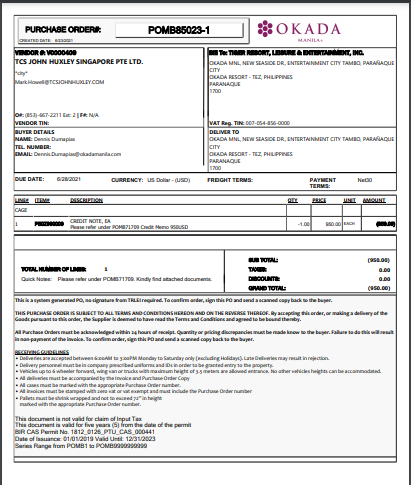 PURCHASE ORDER#: POMB85023-1
CREATED DATE: 6/23/2021
OKADA
MANILA
VENDOR #: V0000409
TCS JOHN HUXLEY SINGAPORE PTE LTD.
*city*
Mark.Howell@TCSJOHNHUXLEY.COM
O#: (853)-667-2211 Ext: 2 | F#: N/A
VENDOR TIN:
Bill To: TIGER RESORT, LEISURE & ENTERTAINMENT, INC.
OKADA MNL, NEW SEASIDE DR, ENTERTAINMENT CITY TAMBO, PARAÑAQUE
CITY
OKADA RESORT - TEZ, PHILIPPINES
PARANAQUE
1700
VAT Reg. TIN: 007-054-856-0000
BUYER DETAILS
NAME: Dennis Dumapias
TEL. NUMBER:
EMAIL: Dennis.Dumapias@okadamanila.com
DELIVER TO
OKADA MNL, NEW SEASIDE DR, ENTERTAINMENT CITY TAMBO, PARAÑAQUE
CITY
OKADA RESORT - TEZ, PHILIPPINES
PARANAQUE
1700
DUE DATE: 6/28/2021 CURRENCY: US Dollar - (USD) FREIGHT TERMS: PAYMENT TERMS: Net30
LINE# ITEM# DESCRIPTION QTY PRICE UNIT AMOUNT
CAGE
1 CREDIT NOTE, EA -1.00 950.00 EACH (950.00)
Please refer under POMB71709 Credit Memo 950USD
TOTAL NUMBER OF LINES: 1
Quick Notes: Please refer under POMB71709. Kindly find attached documents.
SUB TOTAL: (950.00)
TAXES: 0.00
DISCOUNTS: 0.00
GRAND TOTAL: (950.00)
This is a system generated PO, no signature from TRLEI required. To confirm order, sign this PO and send a scanned copy back to the buyer.
THIS PURCHASE ORDER IS SUBJECT TO ALL TERMS AND CONDITIONS HEREON AND ON THE REVERSE THEREOF. By accepting this order, or making a delivery of the
Goods pursuant to this order, the Supplier is deemed to have read the Terms and Conditions and agreed to be bound thereby.
All Purchase Orders must be acknowledged within 24 hours of receipt. Quantity or pricing discrepancies must be made know to the buyer. Failure to do this will result
in non-payment of the invoice. To confirm order, sign this PO and send a scanned copy back to the buyer.
RECEIVING GUIDELINES
• Deliveries are accepted between 6:00AM to 3:00PM Monday to Saturday only (excluding Holidays). Late Deliveries may result in rejection.
• Delivery personnel must be in company prescribed uniforms and IDs in order to be granted entry to the property.
• Vehicles up to 6 wheeler forward, wing van or trucks with maximum height of 3.5 meters are allowed entrance. No other vehicles heights can be accommodated.
• All deliveries must be accompanied by the Invoice and Purchase Order Copy
• All cases must be marked with the appropriate Purchase Order number.
• All invoices must be stamped with zero vat or vat exempt and must include the Purchase Order number
• Pallets must be shrink wrapped and not to exceed 72" in height
marked with the appropriate Purchase Order number.
This document is not valid for claim of Input Tax
This document is valid for five years (5) from the date of the permit
BIR CAS Permit No. 1812_0126_PTU_CAS_000441
Date of Issuance: 01/01/2019 Valid Until: 12/31/2023
Series Range from POMB1 to POMB9999999999